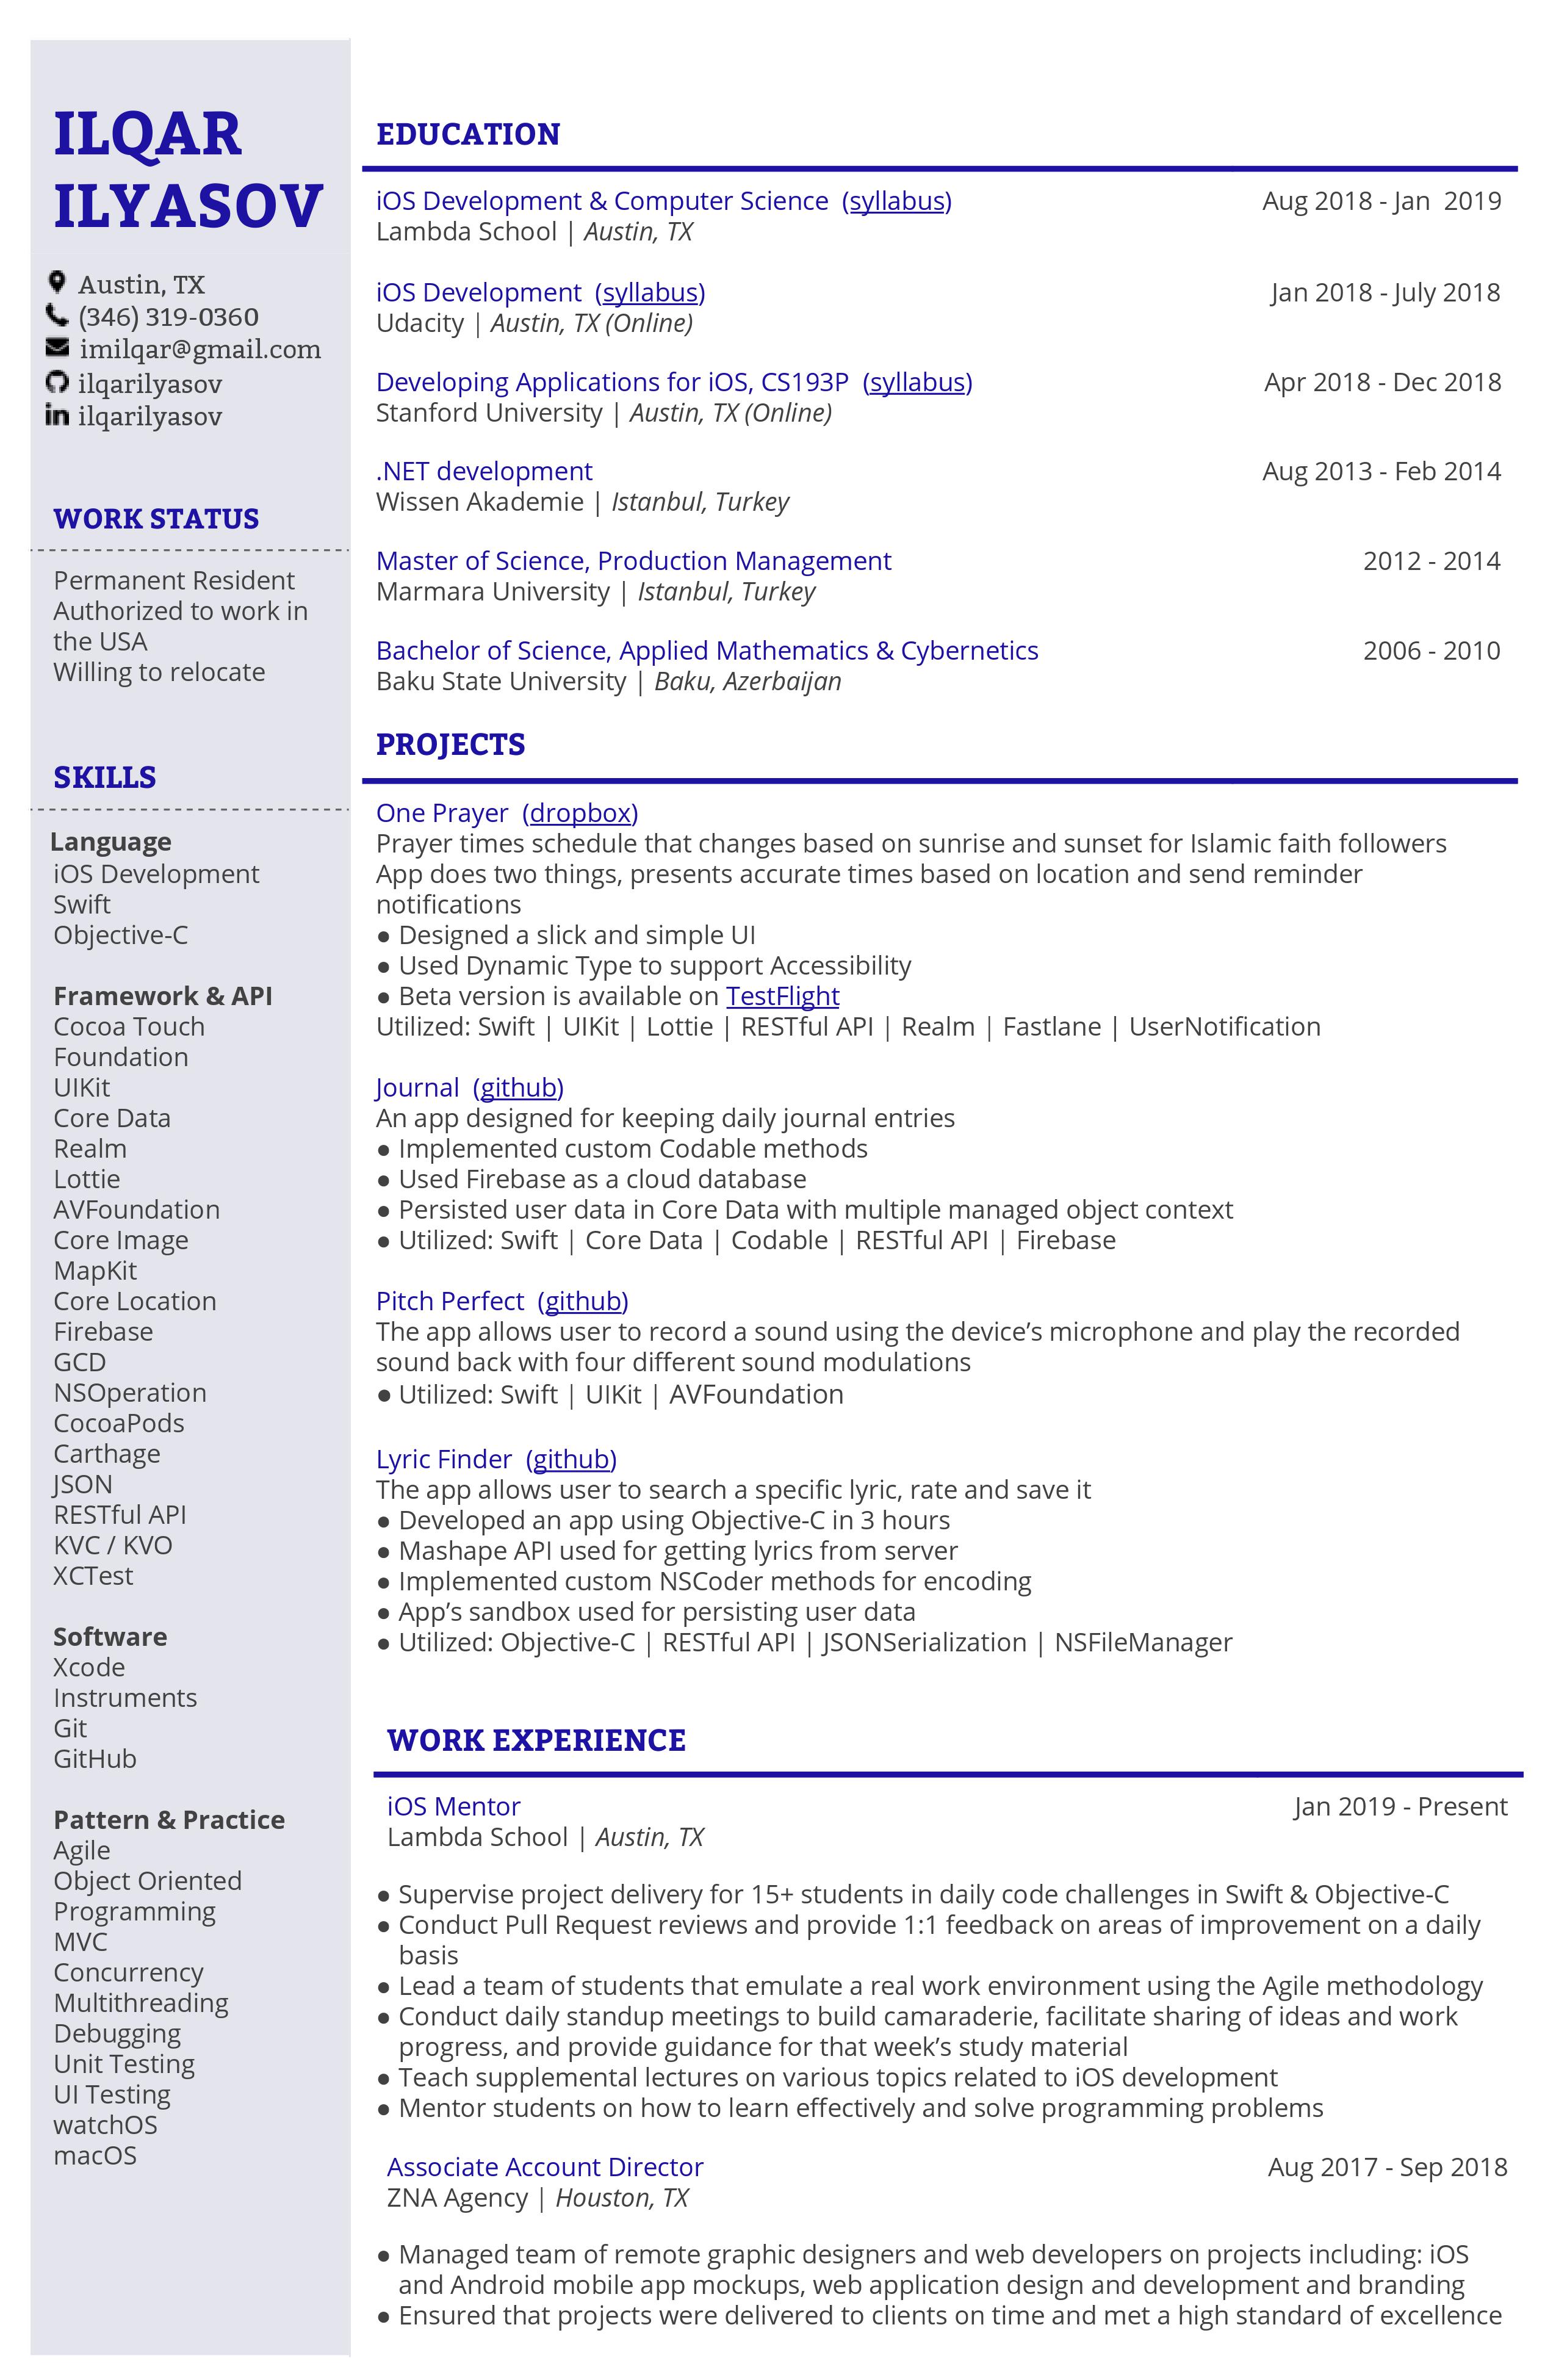 ILQAR
ILYASOV
Austin, TX
(346) 319-0360
imilqar@gmail.com
ilqarilyasov
ilqarilyasov
WORK STATUS
Permanent Resident
Authorized to work in
the USA
Willing to relocate
SKILLS
Language
iOS Development
Swift
Objective-C
Framework & API
Cocoa Touch
Foundation
UIKit
Core Data
Realm
Lottie
AVFoundation
Core Image
MapKit
Core Location
Firebase
GCD
NSOperation
CocoaPods
Carthage
JSON
RESTful API
KVC / KVO
XCTest
Software
Xcode
Instruments
Git
GitHub
Pattern & Practice
Agile
Object Oriented
Programming
MVC
Concurrency
Multithreading
Debugging
Unit Testing
UI Testing
watchOS
macOS
EDUCATION
iOS Development & Computer Science (syllabus) Aug 2018 - Jan 2019
Lambda School | Austin, TX
iOS Development (syllabus) Jan 2018 - July 2018
Udacity | Austin, TX (Online)
Developing Applications for iOS, CS193P (syllabus) Apr 2018 - Dec 2018
Stanford University | Austin, TX (Online)
.NET development Aug 2013 - Feb 2014
Wissen Akademie | Istanbul, Turkey
Master of Science, Production Management 2012 - 2014
Marmara University | Istanbul, Turkey
Bachelor of Science, Applied Mathematics & Cybernetics 2006 - 2010
Baku State University | Baku, Azerbaijan
PROJECTS
One Prayer (dropbox)
Prayer times schedule that changes based on sunrise and sunset for Islamic faith followers
App does two things, presents accurate times based on location and send reminder
notifications
● Designed a slick and simple UI
● Used Dynamic Type to support Accessibility
● Beta version is available on TestFlight
Utilized: Swift | UIKit | Lottie | RESTful API | Realm | Fastlane | UserNotification
Journal (github)
An app designed for keeping daily journal entries
● Implemented custom Codable methods
● Used Firebase as a cloud database
● Persisted user data in Core Data with multiple managed object context
● Utilized: Swift | Core Data | Codable | RESTful API | Firebase
Pitch Perfect (github)
The app allows user to record a sound using the device’s microphone and play the recorded
sound back with four different sound modulations
● Utilized: Swift | UIKit | AVFoundation
Lyric Finder (github)
The app allows user to search a specific lyric, rate and save it
● Developed an app using Objective-C in 3 hours
● Mashape API used for getting lyrics from server
● Implemented custom NSCoder methods for encoding
● App’s sandbox used for persisting user data
● Utilized: Objective-C | RESTful API | JSONSerialization | NSFileManager
WORK EXPERIENCE
iOS Mentor Jan 2019 - Present
Lambda School | Austin, TX
● Supervise project delivery for 15+ students in daily code challenges in Swift & Objective-C
● Conduct Pull Request reviews and provide 1:1 feedback on areas of improvement on a daily
basis
● Lead a team of students that emulate a real work environment using the Agile methodology
● Conduct daily standup meetings to build camaraderie, facilitate sharing of ideas and work
progress, and provide guidance for that week’s study material
● Teach supplemental lectures on various topics related to iOS development
● Mentor students on how to learn effectively and solve programming problems
Associate Account Director Aug 2017 - Sep 2018
ZNA Agency | Houston, TX
● Managed team of remote graphic designers and web developers on projects including: iOS
and Android mobile app mockups, web application design and development and branding
● Ensured that projects were delivered to clients on time and met a high standard of excellence